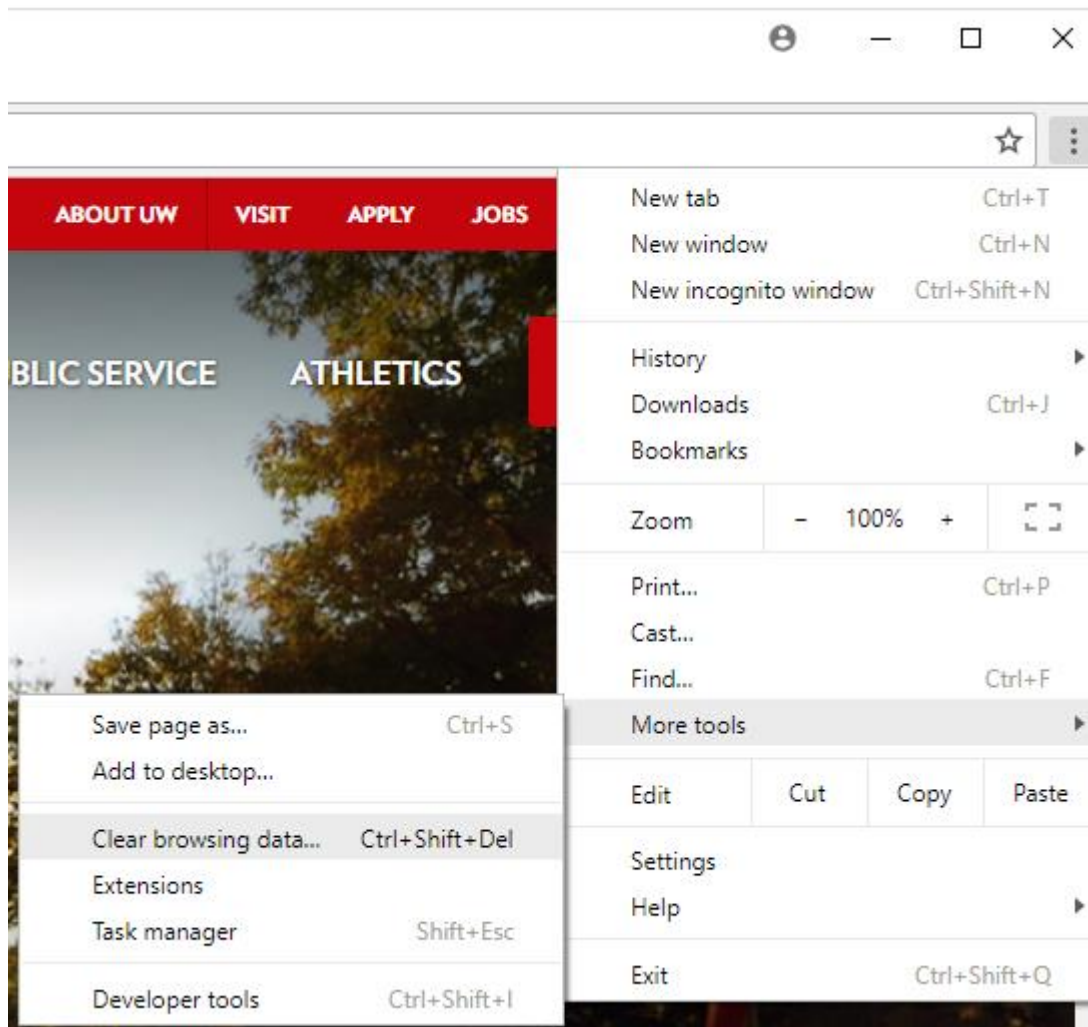 ABOUT UW VISIT APPLY JOBS
BLIC SERVICE ATHLETICS
New tab Ctrl+T
New window Ctrl+N
New incognito window Ctrl+Shift+N
History
Downloads Ctrl+J
Bookmarks
Zoom - 100% +
Print... Ctrl+P
Cast...
Find... Ctrl+F
More tools
Edit Cut Copy Paste
Settings
Help
Exit Ctrl+Shift+Q
Save page as... Ctrl+S
Add to desktop...
Clear browsing data... Ctrl+Shift+Del
Extensions
Task manager Shift+Esc
Developer tools Ctrl+Shift+I